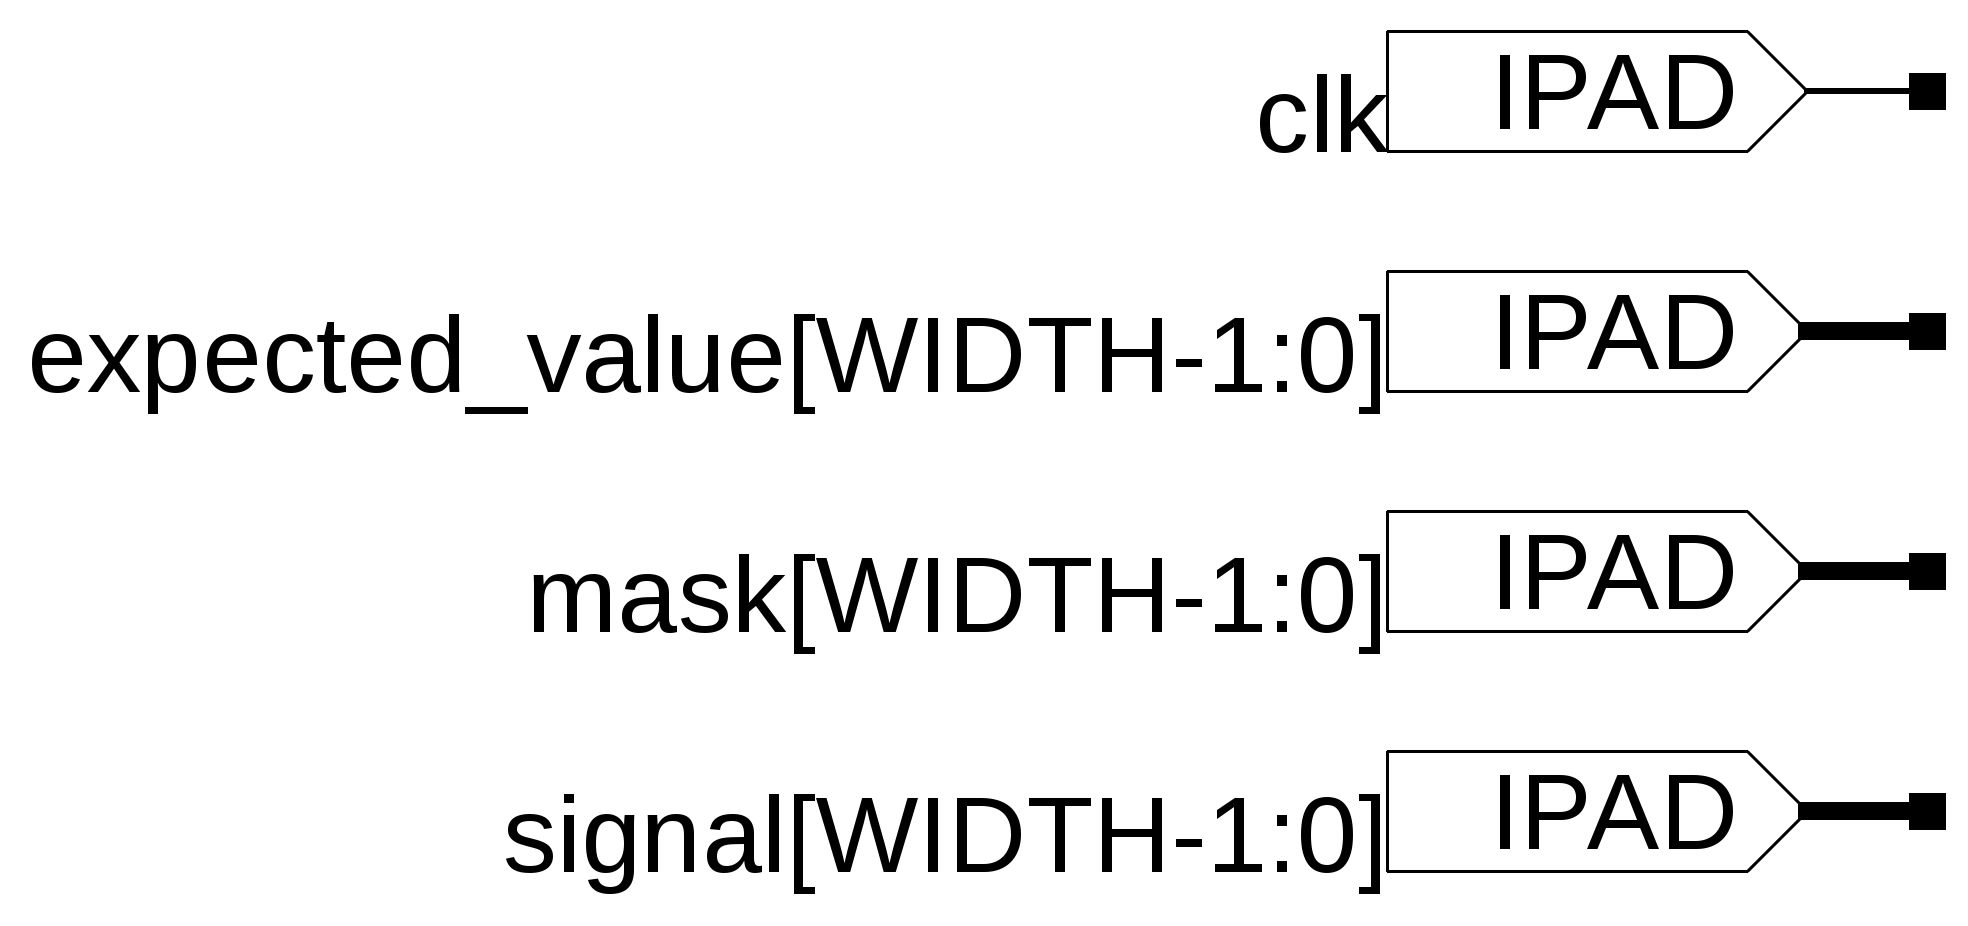 clk IPAD
expected_value[WIDTH-1:0] IPAD
mask[WIDTH-1:0] IPAD
signal[WIDTH-1:0] IPAD